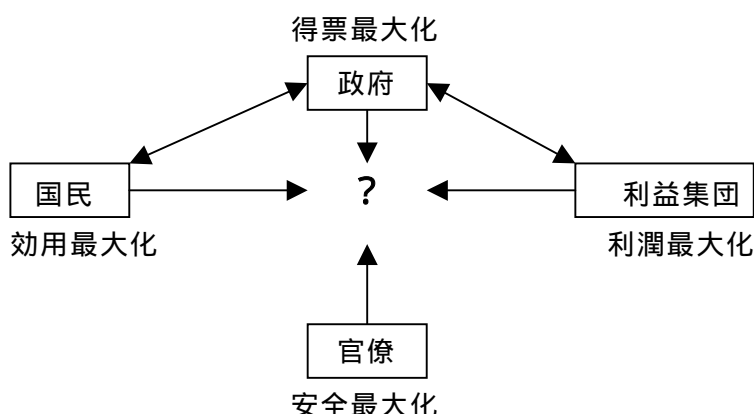 得票最大化
政府
国民
?
利益集団
効用最大化
利潤最大化
官僚
安全最大化